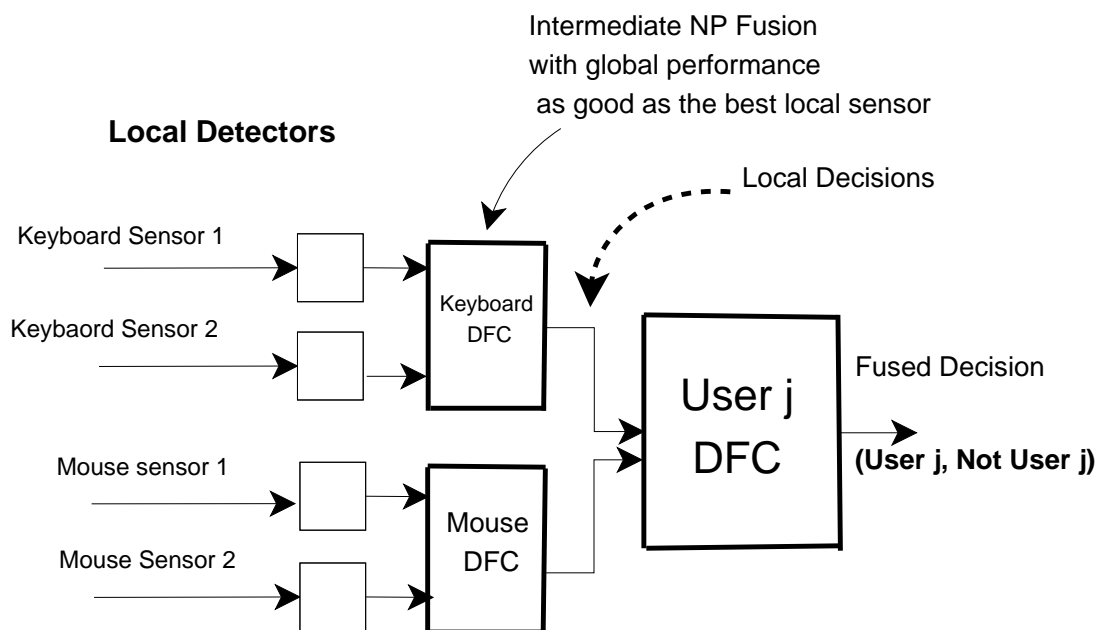 Intermediate NP Fusion
with global performance
as good as the best local sensor
Local Detectors
Local Decisions
Keyboard Sensor 1
Keybaord Sensor 2
Keyboard
DFC
User j
DFC
Fused Decision
(User j, Not User j)
Mouse sensor 1
Mouse Sensor 2
Mouse
DFC